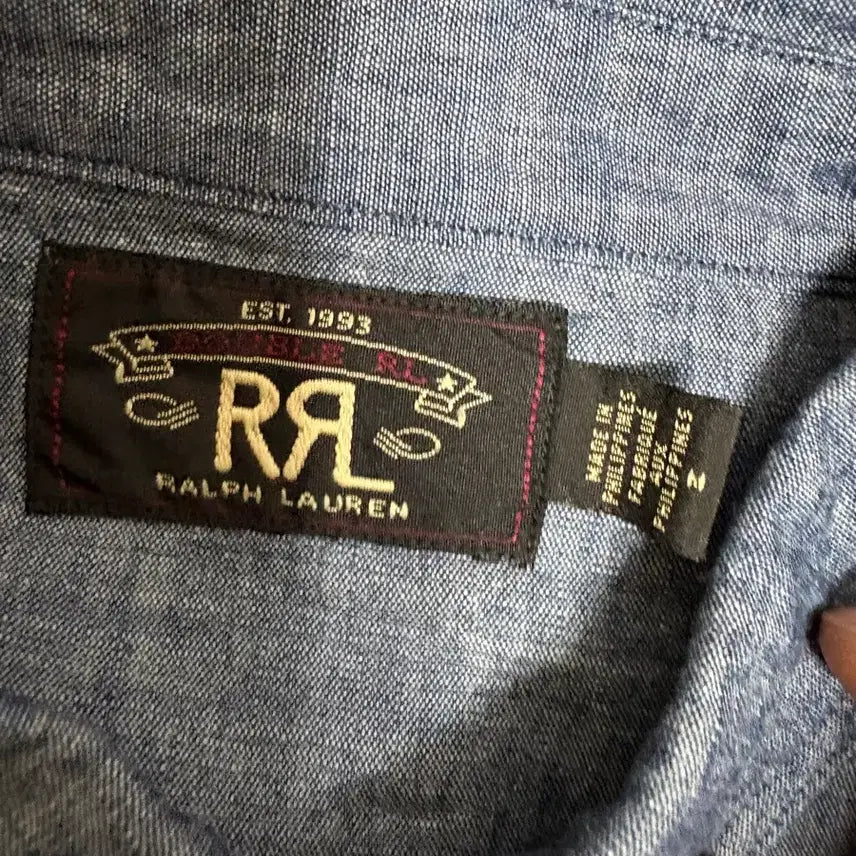 EST. 1993
DOUBLE RL
RRL
RALPH LAUREN
MADE IN
PHILIPPINES
FABRIQUÉ
AUX
PHILIPPINES
M